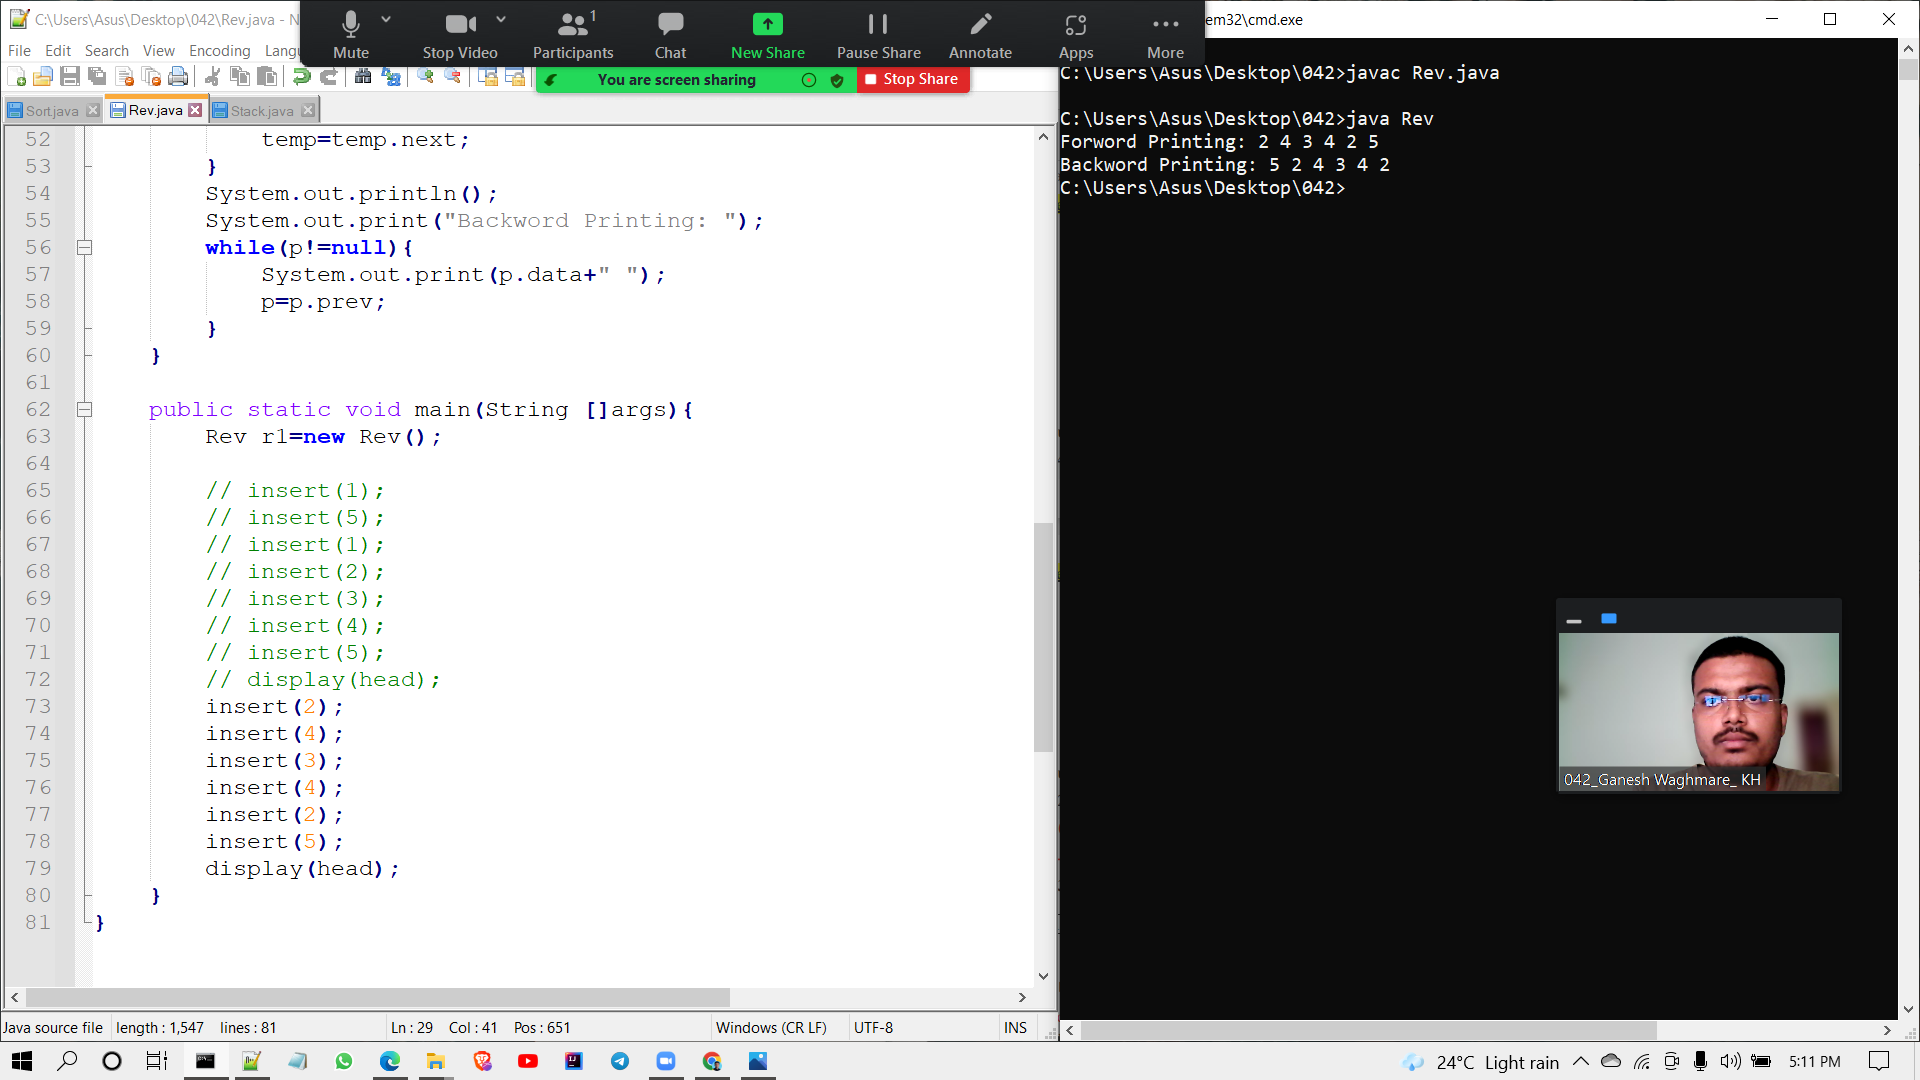 C:\Users\Asus\Desktop\042\Rev.java - N
em32\cmd.exe
Mute
Stop Video
1
Participants
Chat
New Share
Pause Share
Annotate
Apps
More
File Edit Search View Encoding Langu
You are screen sharing
Stop Share
Sort.java
Rev.java
Stack.java
52 temp=temp.next;
53 }
54 System.out.println();
55 System.out.print("Backword Printing: ");
56 while(p!=null){
57 System.out.print(p.data+" ");
58 p=p.prev;
59 }
60 }
61
62 public static void main(String []args){
63 Rev r1=new Rev();
64
65 // insert(1);
66 // insert(5);
67 // insert(1);
68 // insert(2);
69 // insert(3);
70 // insert(4);
71 // insert(5);
72 // display(head);
73 insert(2);
74 insert(4);
75 insert(3);
76 insert(4);
77 insert(2);
78 insert(5);
79 display(head);
80 }
81 }
Java source file length : 1,547 lines : 81 Ln : 29 Col : 41 Pos : 651 Windows (CR LF) UTF-8 INS
C:\Users\Asus\Desktop\042>javac Rev.java
C:\Users\Asus\Desktop\042>java Rev
Forword Printing: 2 4 3 4 2 5
Backword Printing: 5 2 4 3 4 2
C:\Users\Asus\Desktop\042>
042_Ganesh Waghmare_ KH
24°C Light rain
5:11 PM